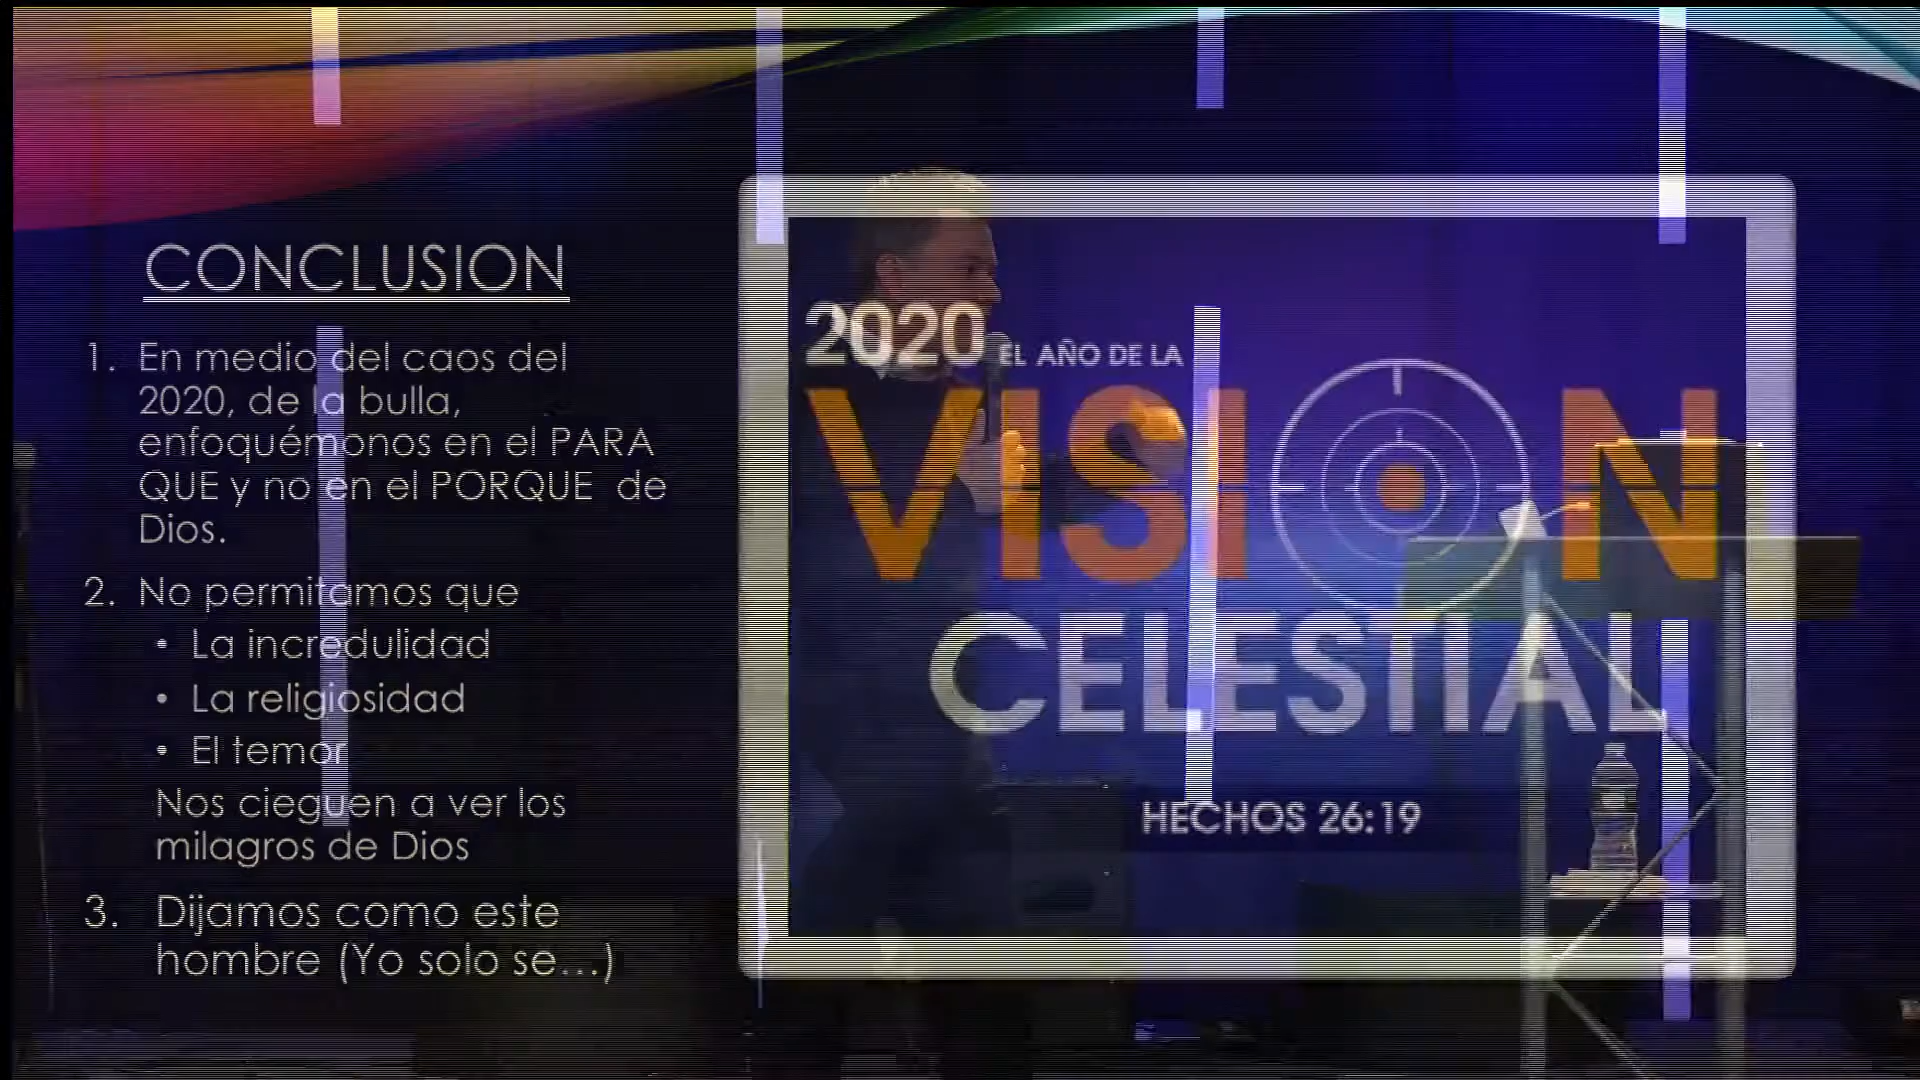 CONCLUSION
1. En medio del caos del
2020, de la bulla,
enfoquémonos en el PARA
QUE y no en el PORQUE de
Dios.
2. No permitamos que
• La incredulidad
• La religiosidad
• El temor
Nos cieguen a ver los
milagros de Dios
3. Dijamos como este
hombre (Yo solo se...)
2020 EL AÑO DE LA
VISION
CELESTIAL
HECHOS 26:19